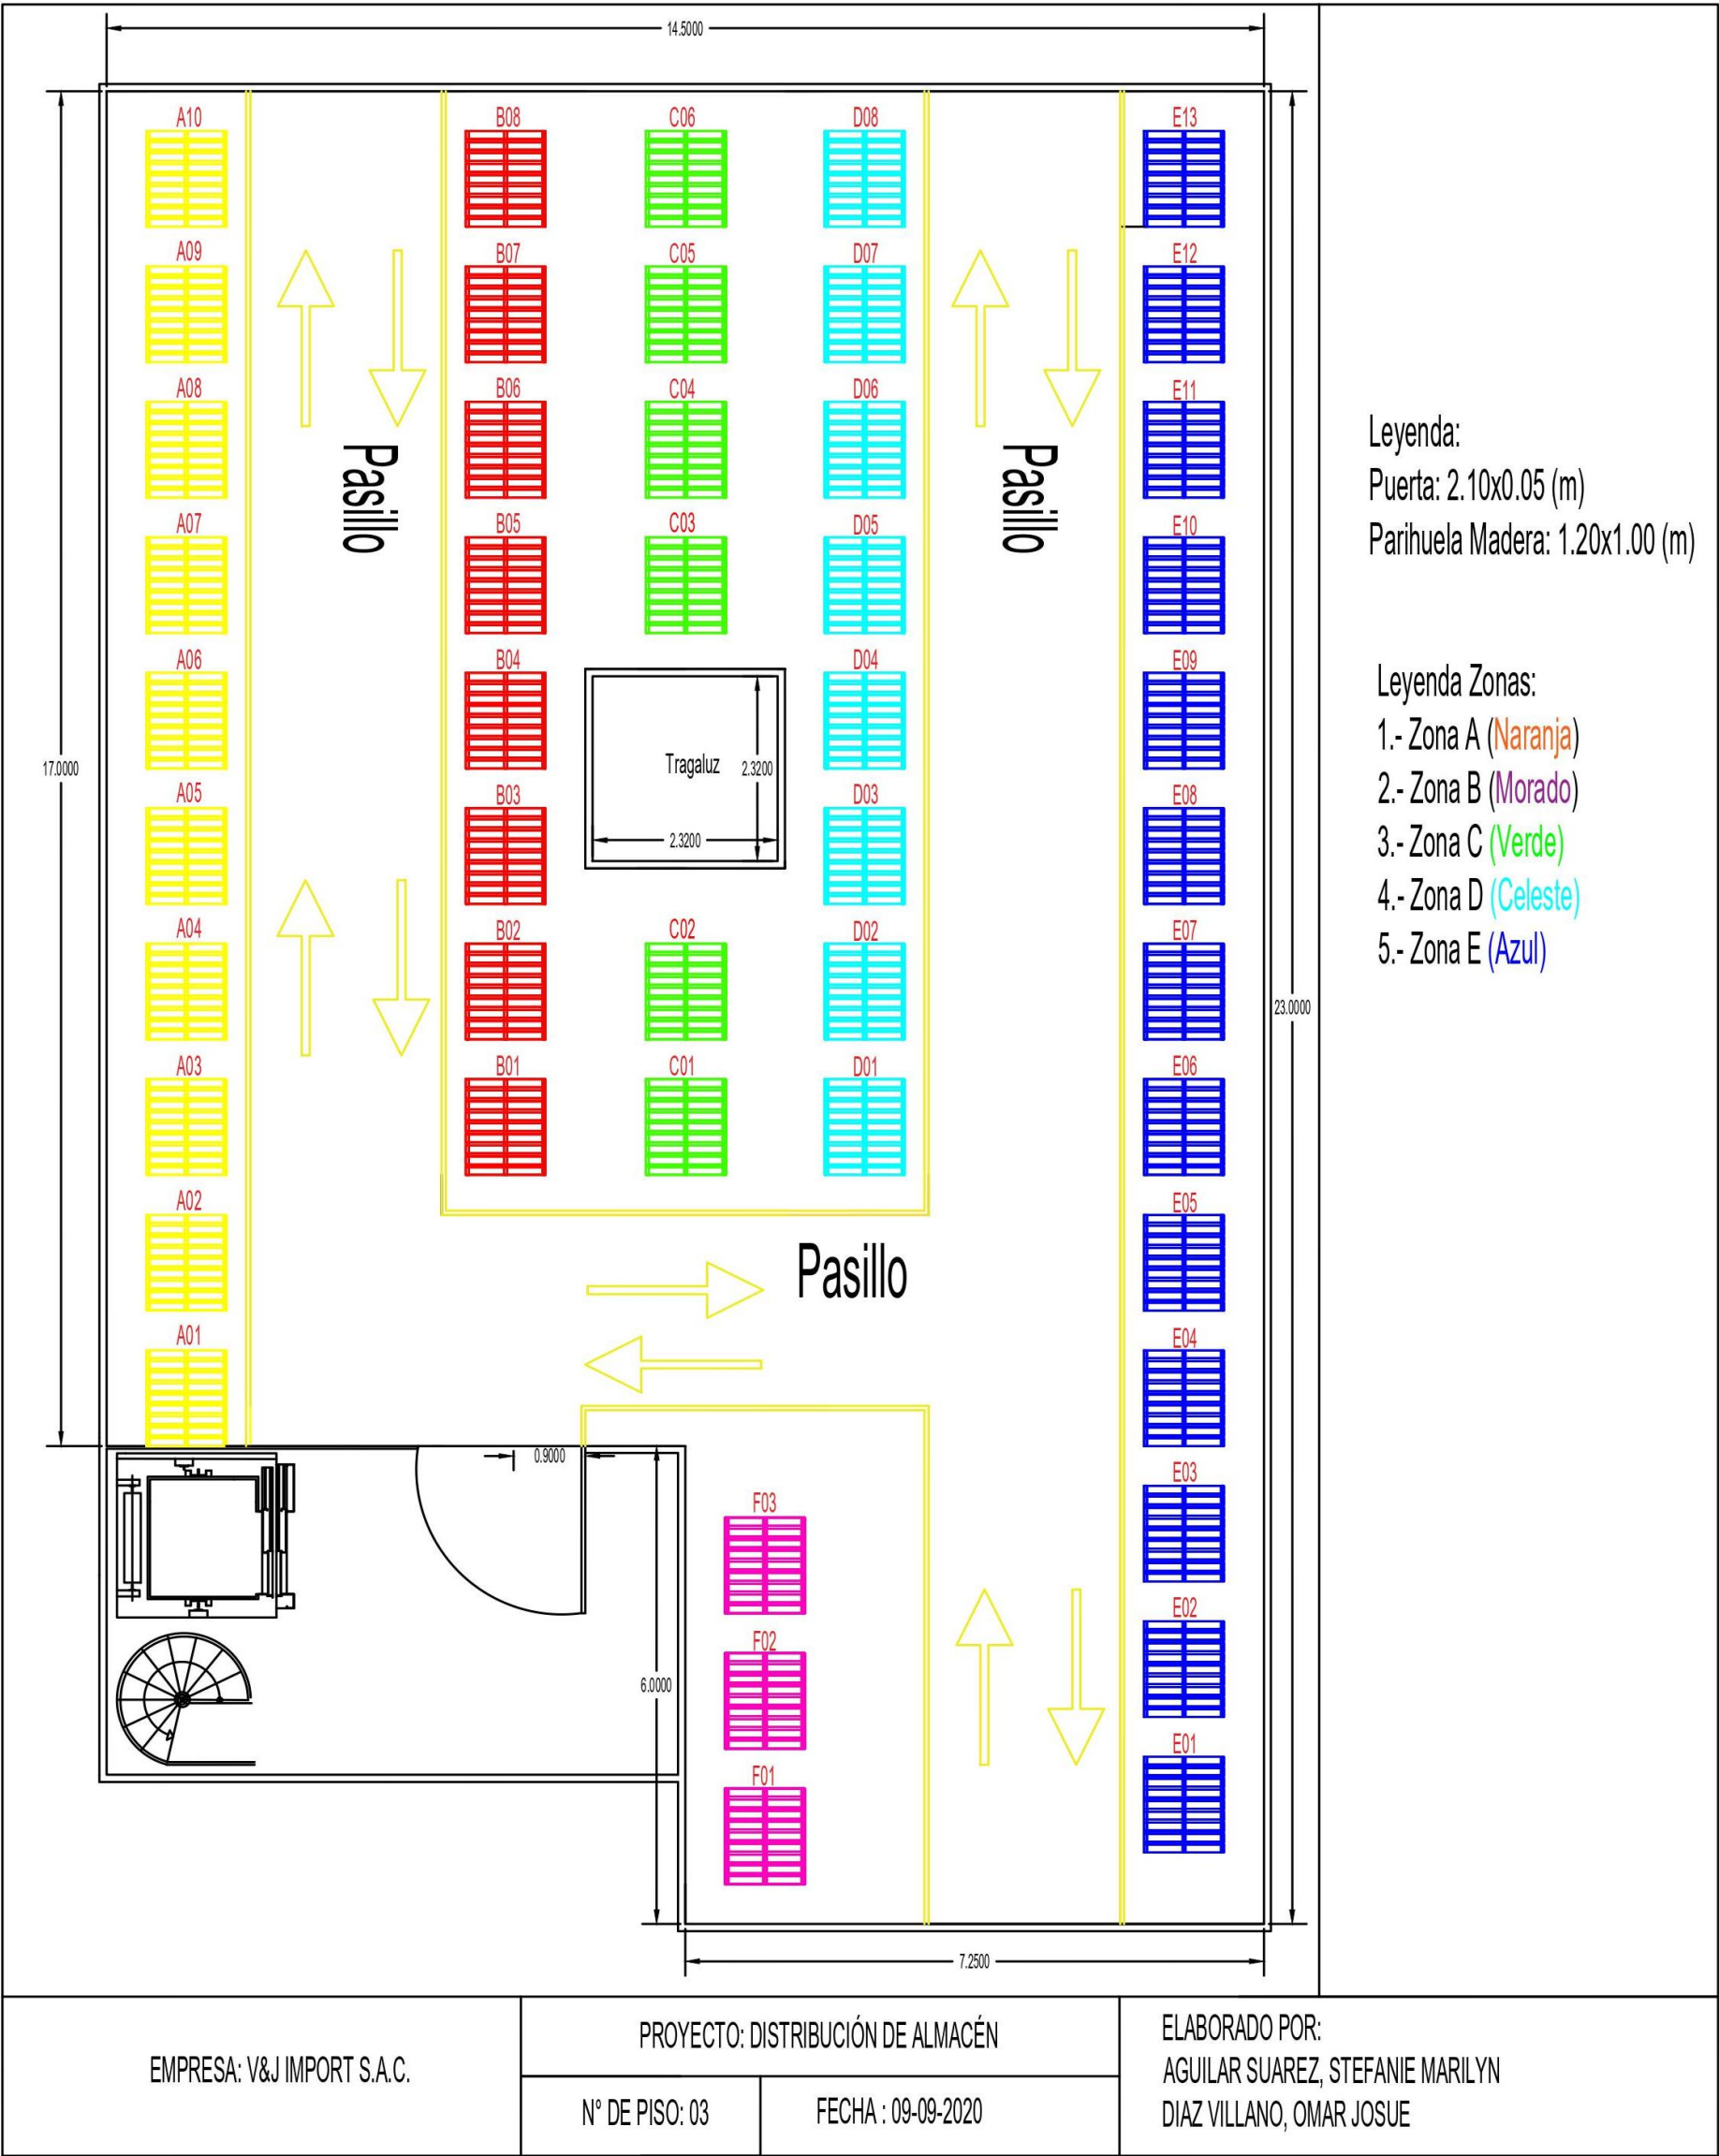 14.5000
A10
B08
C06
D08
E13
A09
B07
C05
D07
E12
A08
B06
C04
D06
E11
Pasillo
Pasillo
A07
B05
C03
D05
E10
A06
B04
D04
E09
Tragaluz
2.3200
17.0000
A05
B03
D03
E08
2.3200
A04
B02
C02
D02
E07
23.0000
A03
B01
C01
D01
E06
A02
E05
Pasillo
A01
E04
0.9000
F03
E03
F02
E02
6.0000
F01
E01
7.2500
Leyenda:
Puerta: 2.10x0.05 (m)
Parihuela Madera: 1.20x1.00 (m)
Leyenda Zonas:
1.- Zona A (Naranja)
2.- Zona B (Morado)
3.- Zona C (Verde)
4.- Zona D (Celeste)
5.- Zona E (Azul)
EMPRESA: V&J IMPORT S.A.C.
PROYECTO: DISTRIBUCIÓN DE ALMACÉN
N° DE PISO: 03
FECHA : 09-09-2020
ELABORADO POR:
AGUILAR SUAREZ, STEFANIE MARILYN
DIAZ VILLANO, OMAR JOSUE